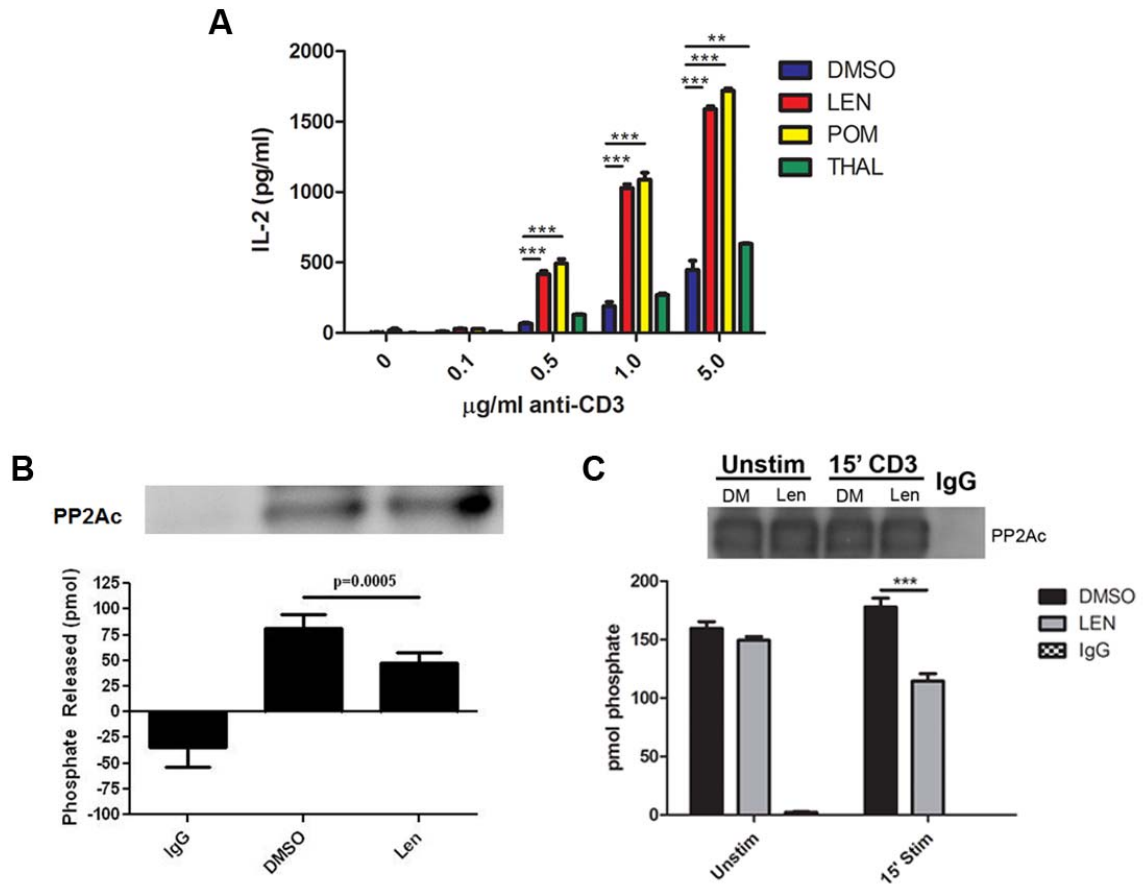 A
2000
1500
1000
500
0
IL-2 (pg/ml)
*** ***
*** ***
*** *** **
0 0.1 0.5 1.0 5.0
μg/ml anti-CD3
DMSO
LEN
POM
THAL
B
PP2Ac
p=0.0005
125
100
75
50
25
0
-25
-50
-75
-100
Phosphate Released (pmol)
IgG DMSO Len
C
Unstim 15' CD3 IgG
DM Len DM Len
PP2Ac
***
200
150
100
50
0
pmol phosphate
Unstim 15' Stim
DMSO
LEN
IgG